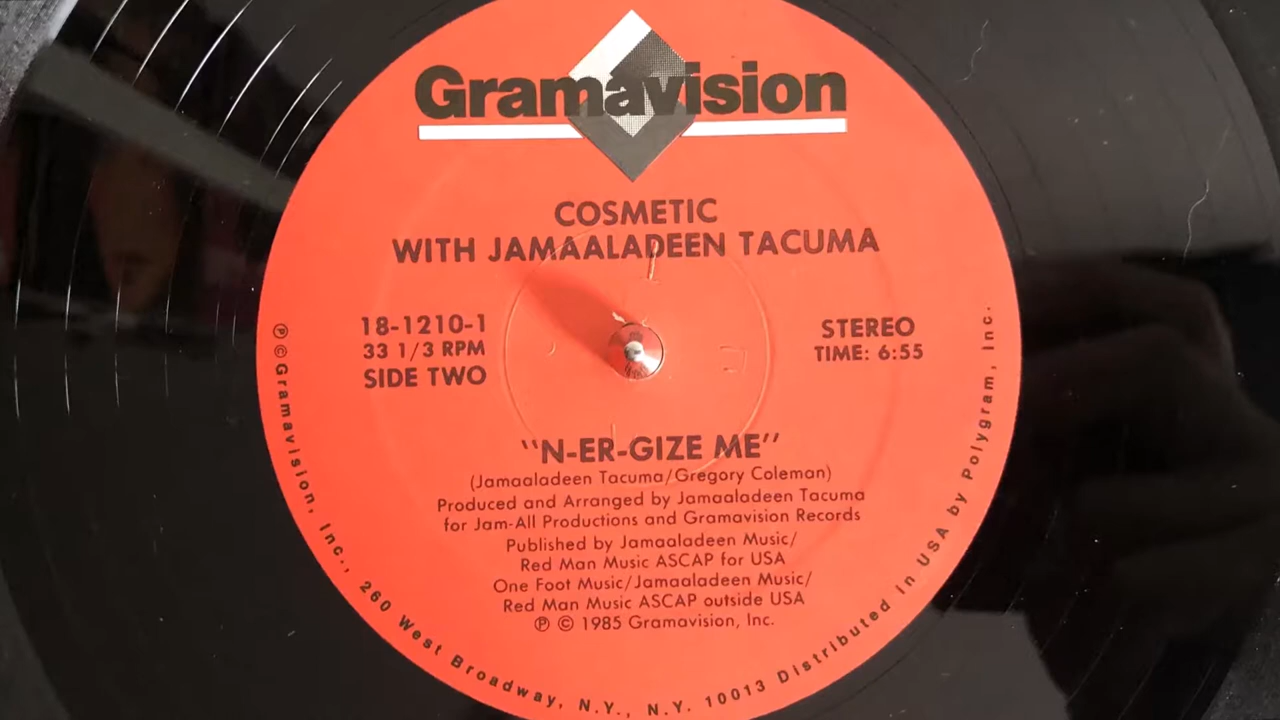 Gramavision
COSMETIC
WITH JAMAALADEEN TACUMA
18-1210-1
33 1/3 RPM
SIDE TWO
STEREO
TIME: 6:55
"N-ER-GIZE ME"
(Jamaaladeen Tacuma/Gregory Coleman)
Produced and Arranged by Jamaaladeen Tacuma
for Jam-All Productions and Gramavision Records
Published by Jamaaladeen Music/
Red Man Music ASCAP for USA
One Foot Music/Jamaaladeen Music/
Red Man Music ASCAP outside USA
℗ © 1985 Gramavision, Inc.
℗ © Gramavision, Inc., 260 West Broadway, N.Y., N.Y. 10013 Distributed in USA by Polygram, Inc.